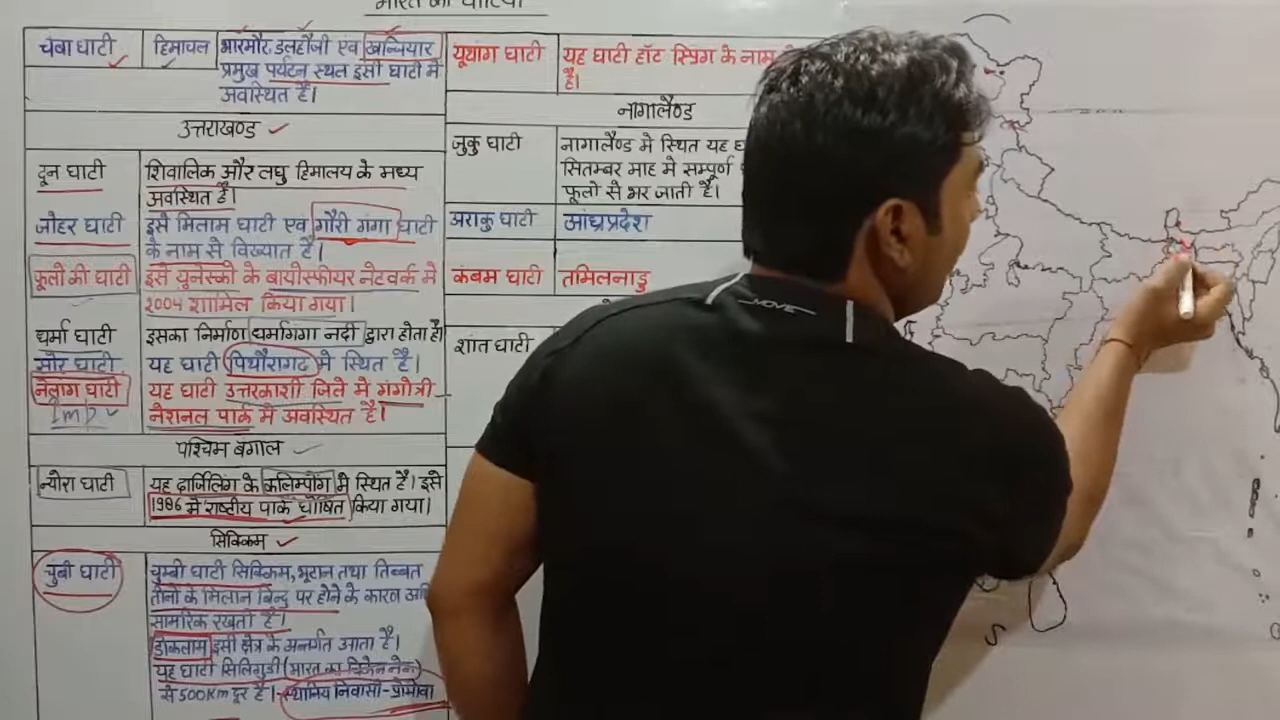 भारत की घाटियाँ
चंबा घाटी
हिमाचल
भारमौर, डलहौजी एवं खज्जियार
प्रमुख पर्यटन स्थल इसी घाटी में
अवस्थित है।
उत्तराखण्ड
दून घाटी
शिवालिक और लघु हिमालय के मध्य
अवस्थित है।
जोहर घाटी
इसे मिलाम घाटी एवं गौरी गंगा घाटी
के नाम से विख्यात है।
फूलों की घाटी
इसे यूनेस्को के बायोस्फीयर नेटवर्क में
2004 शामिल किया गया।
धर्मा घाटी
इसका निर्माण धर्मागंगा नदी द्वारा होता है।
सोर घाटी
यह घाटी पिथौरागढ में स्थित है।
नेलांग घाटी
Imp
यह घाटी उत्तरकाशी जिले में गंगोत्री
नेशनल पार्क में अवस्थित है।
पश्चिम बंगाल
न्योरा घाटी
यह दार्जिलिंग के कलिम्पोंग में स्थित है। इसे
1986 में राष्ट्रीय पार्क घोषित किया गया।
सिक्किम
चुंबी घाटी
चुम्बी घाटी सिक्किम, भूटान तथा तिब्बत
तीनों के मिलान बिन्दु पर होने के कारण
सामरिक रखती है।
डोकलाम इसी क्षेत्र के अन्तर्गत आता है।
यह घाटी सिलिगुडी (भारत का चिकेन नेक)
से 500Km दूर है। स्थानिय निवासी - प्रोमोवा
यूथांग घाटी
यह घाटी हॉट स्प्रिंग के नाम
है।
नागालैण्ड
जुकु घाटी
नागालैण्ड में स्थित यह
सितम्बर माह में सम्पूर्ण
फूलो से भर जाती है।
अराकु घाटी
आंध्रप्रदेश
कंबम घाटी
तमिलनाडु
शांत घाटी
MOVE
S